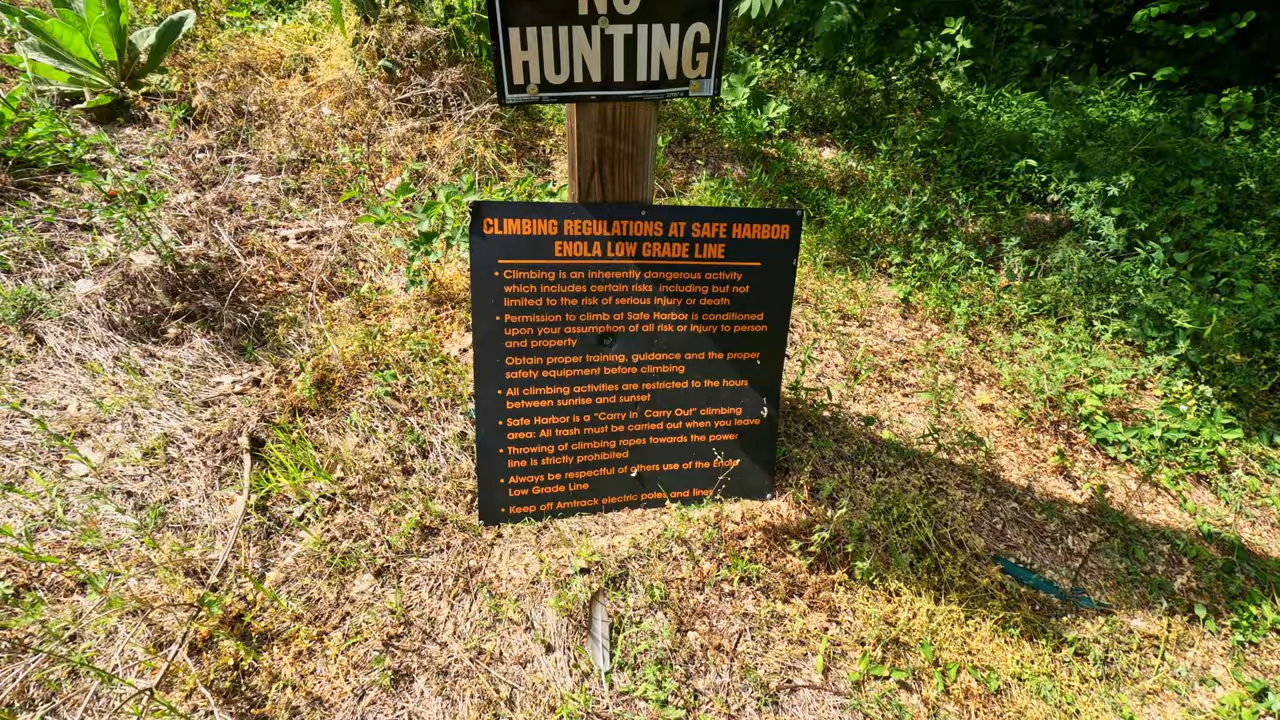 NO
HUNTING
CLIMBING REGULATIONS AT SAFE HARBOR
ENOLA LOW GRADE LINE
• Climbing is an inherently dangerous activity
which includes certain risks including but not
limited to the risk of serious injury or death
• Permission to climb at Safe Harbor is conditioned
upon your assumption of all risk or injury to person
and property
Obtain proper training, guidance and the proper
safety equipment before climbing
• All climbing activities are restricted to the hours
between sunrise and sunset
• Safe Harbor is a "Carry in Carry Out" climbing
area: All trash must be carried out when you leave
• Throwing of climbing ropes towards the power
line is strictly prohibited
• Always be respectful of others use of the Enola
Low Grade Line
• Keep off Amtrack electric poles and lines